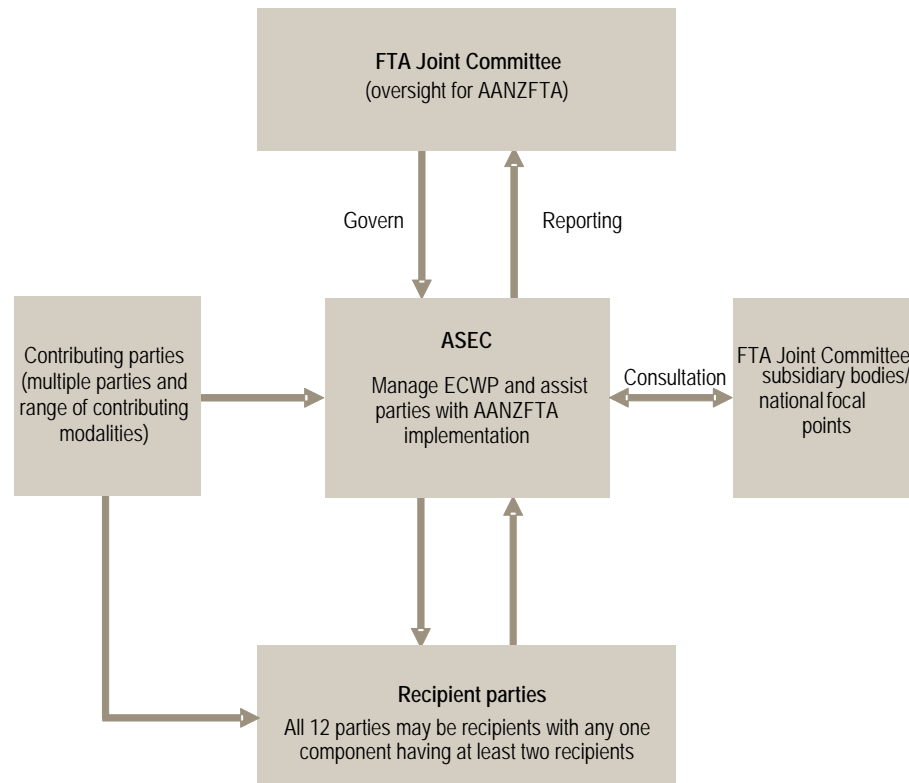 FTA Joint Committee
(oversight for AANZFTA)
Govern
Reporting
Contributing parties
(multiple parties and
range of contributing
modalities)
ASEC
Manage ECWP and assist
parties with AANZFTA
implementation
Consultation
FTA Joint Committee
subsidiary bodies/
national focal
points
Recipient parties
All 12 parties may be recipients with any one
component having at least two recipients